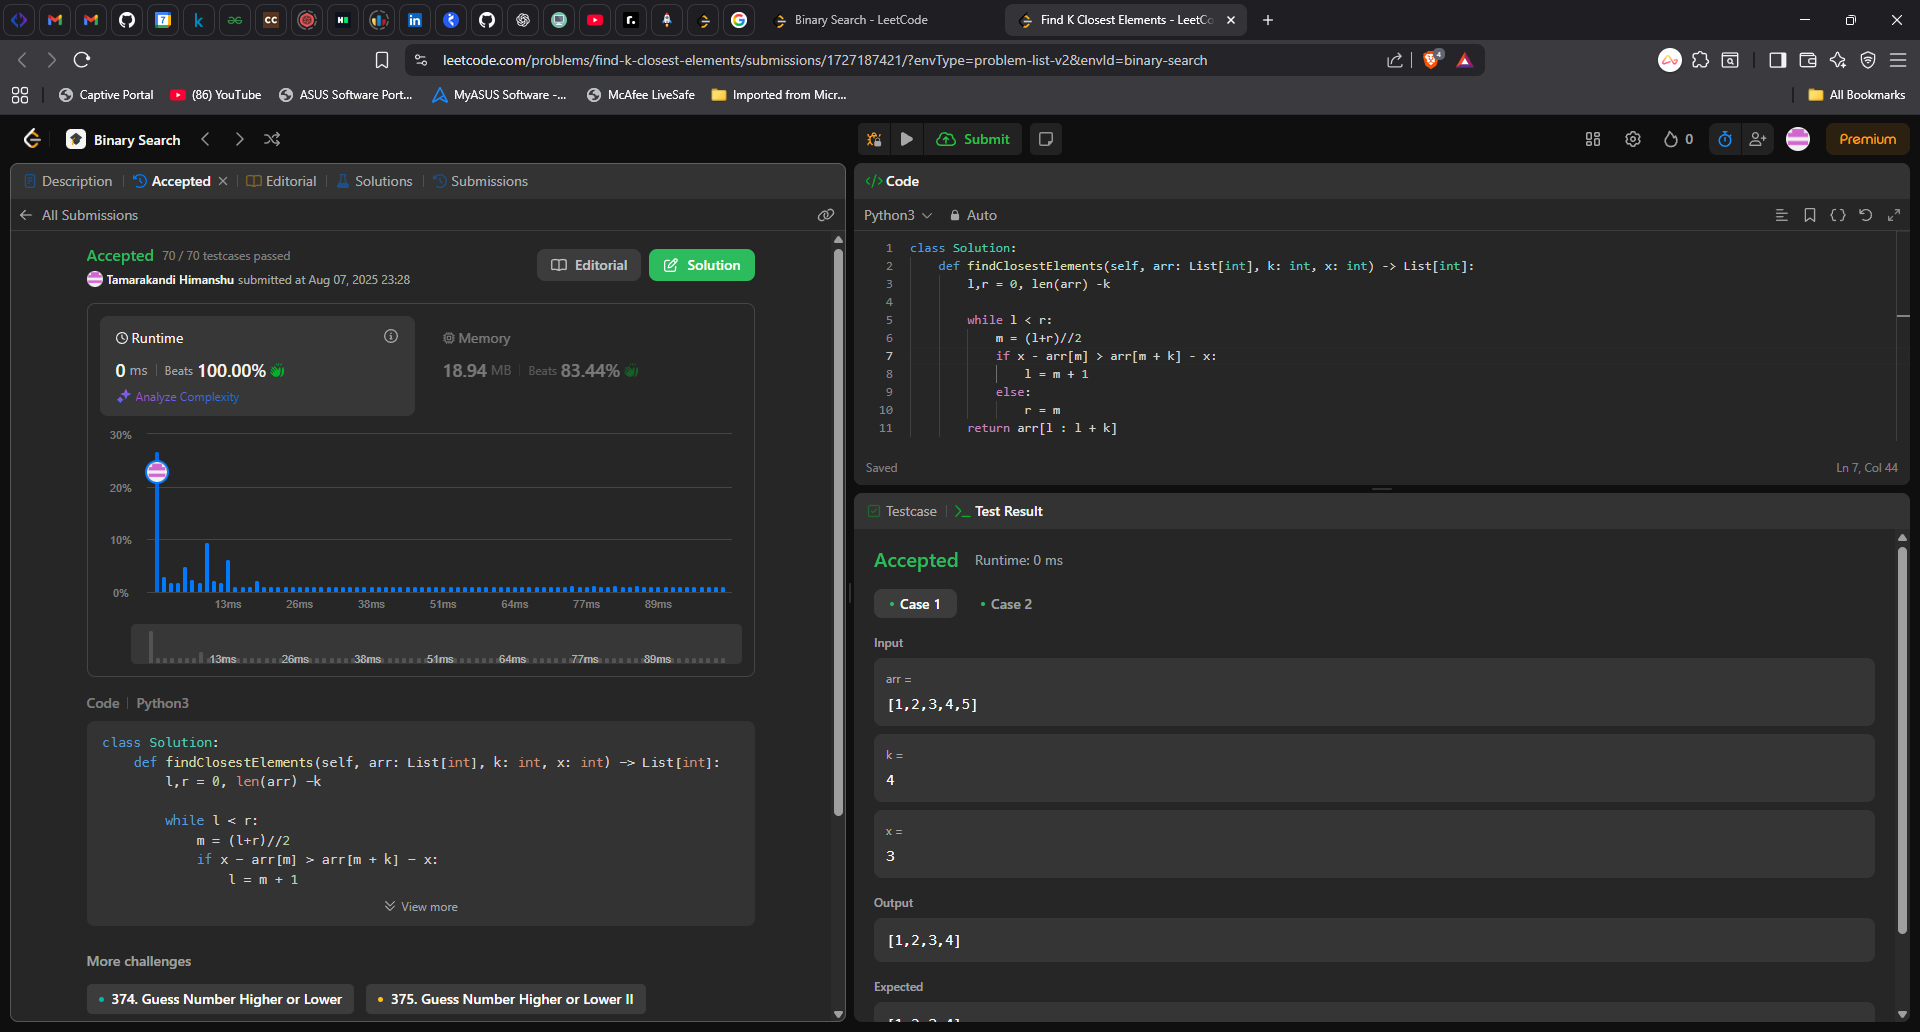 Binary Search - LeetCode
Find K Closest Elements - LeetCo
leetcode.com/problems/find-k-closest-elements/submissions/1727187421/?envType=problem-list-v2&envId=binary-search
4
Captive Portal
(86) YouTube
ASUS Software Port...
MyASUS Software -...
McAfee LiveSafe
Imported from Micr...
All Bookmarks
Binary Search
Submit
0
Premium
Description
Accepted
Editorial
Solutions
Submissions
All Submissions
Accepted 70 / 70 testcases passed
Tamarakandi Himanshu submitted at Aug 07, 2025 23:28
Editorial
Solution
Runtime
0 ms Beats 100.00%
Analyze Complexity
Memory
18.94 MB Beats 83.44%
30%
20%
10%
0%
13ms 26ms 38ms 51ms 64ms 77ms 89ms
13ms 26ms 38ms 51ms 64ms 77ms 89ms
Code Python3
class Solution:
def findClosestElements(self, arr: List[int], k: int, x: int) -> List[int]:
l,r = 0, len(arr) -k
while l < r:
m = (l+r)//2
if x - arr[m] > arr[m + k] - x:
l = m + 1
View more
More challenges
374. Guess Number Higher or Lower
375. Guess Number Higher or Lower II
</> Code
Python3
Auto
1 class Solution:
2 def findClosestElements(self, arr: List[int], k: int, x: int) -> List[int]:
3 l,r = 0, len(arr) -k
4
5 while l < r:
6 m = (l+r)//2
7 if x - arr[m] > arr[m + k] - x:
8 l = m + 1
9 else:
10 r = m
11 return arr[l : l + k]
Saved
Ln 7, Col 44
Testcase
Test Result
Accepted Runtime: 0 ms
Case 1
Case 2
Input
arr =
[1,2,3,4,5]
k =
4
x =
3
Output
[1,2,3,4]
Expected
[1,2,3,4]